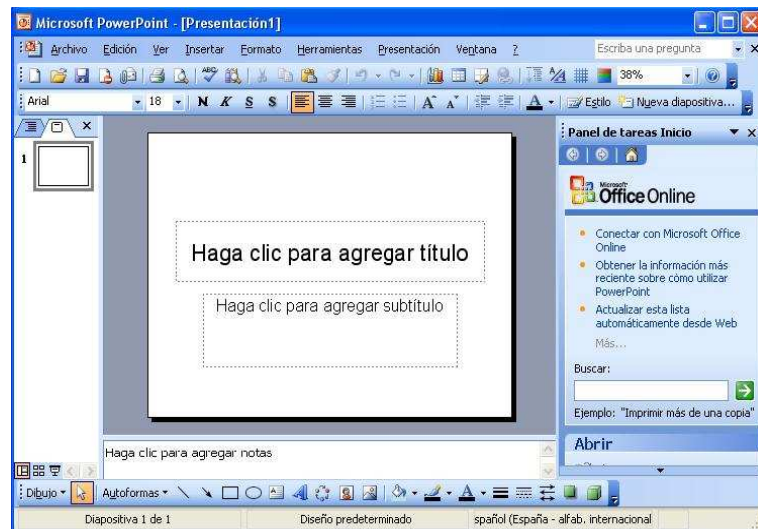 Microsoft PowerPoint - [Presentación1]
Archivo Edición Ver Insertar Formato Herramientas Presentación Ventana ? Escriba una pregunta
ABC 38%
Arial 18 N K S S A A A Estilo Nueva diapositiva...
1
Panel de tareas Inicio
Microsoft
Office Online
Conectar con Microsoft Office
Online
Obtener la información más
reciente sobre cómo utilizar
PowerPoint
Actualizar esta lista
automáticamente desde Web
Más...
Buscar:
Ejemplo: "Imprimir más de una copia"
Abrir
Haga clic para agregar título
Haga clic para agregar subtítulo
Haga clic para agregar notas
Dibujo Autoformas A
Diapositiva 1 de 1 Diseño predeterminado spañol (España - alfab. internacional